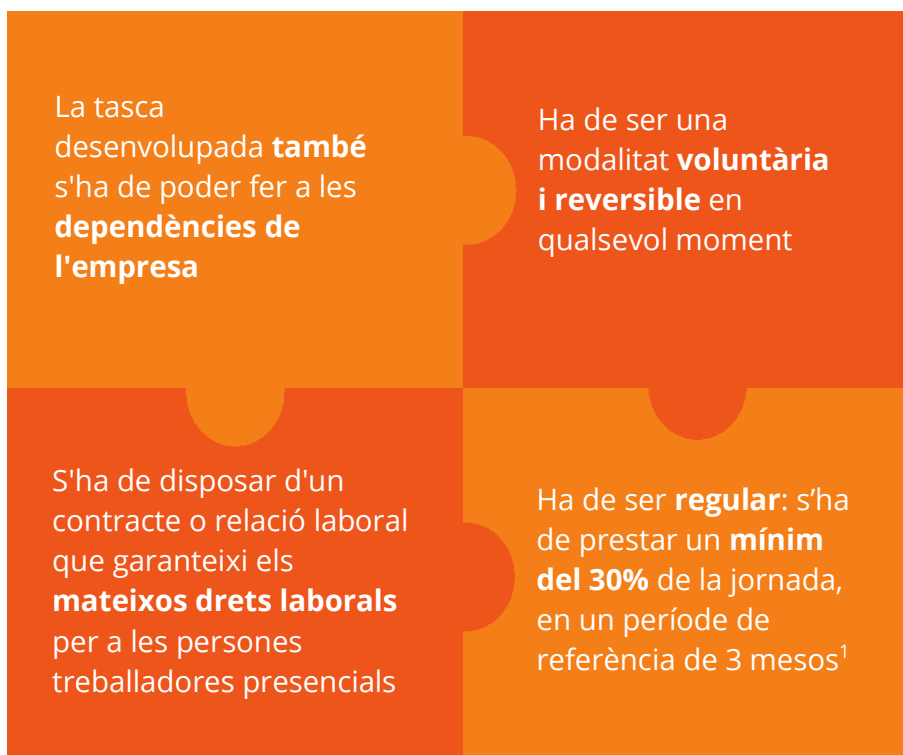 La tasca
desenvolupada també
s'ha de poder fer a les
dependències de
l'empresa
Ha de ser una
modalitat voluntària
i reversible en
qualsevol moment
S'ha de disposar d'un
contracte o relació laboral
que garanteixi els
mateixos drets laborals
per a les persones
treballadores presencials
Ha de ser regular: s’ha
de prestar un mínim
del 30% de la jornada,
en un període de
referència de 3 mesos¹